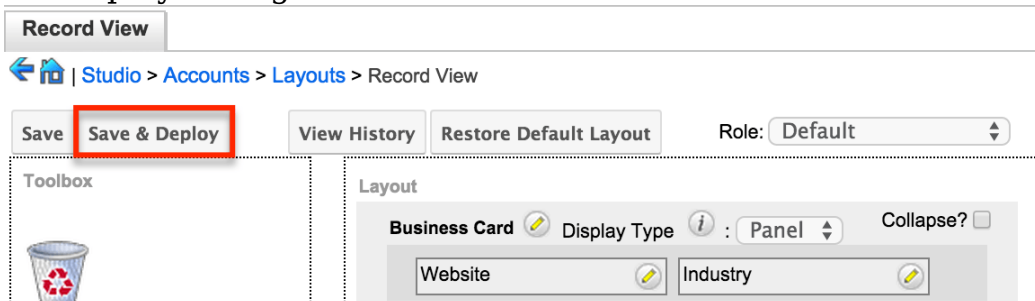 Record View
| Studio > Accounts > Layouts > Record View
Save Save & Deploy View History Restore Default Layout Role: Default
Toolbox
Layout
Business Card Display Type i : Panel Collapse?
Website Industry